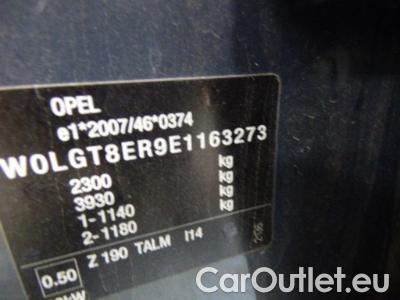 OPEL
e1*2007/46*0374
W0LGT8ER9E1163273
2300 kg
3930 kg
1-1140 kg
2-1180 kg
0.50 Z 190 TALM I14
CarOutlet.eu